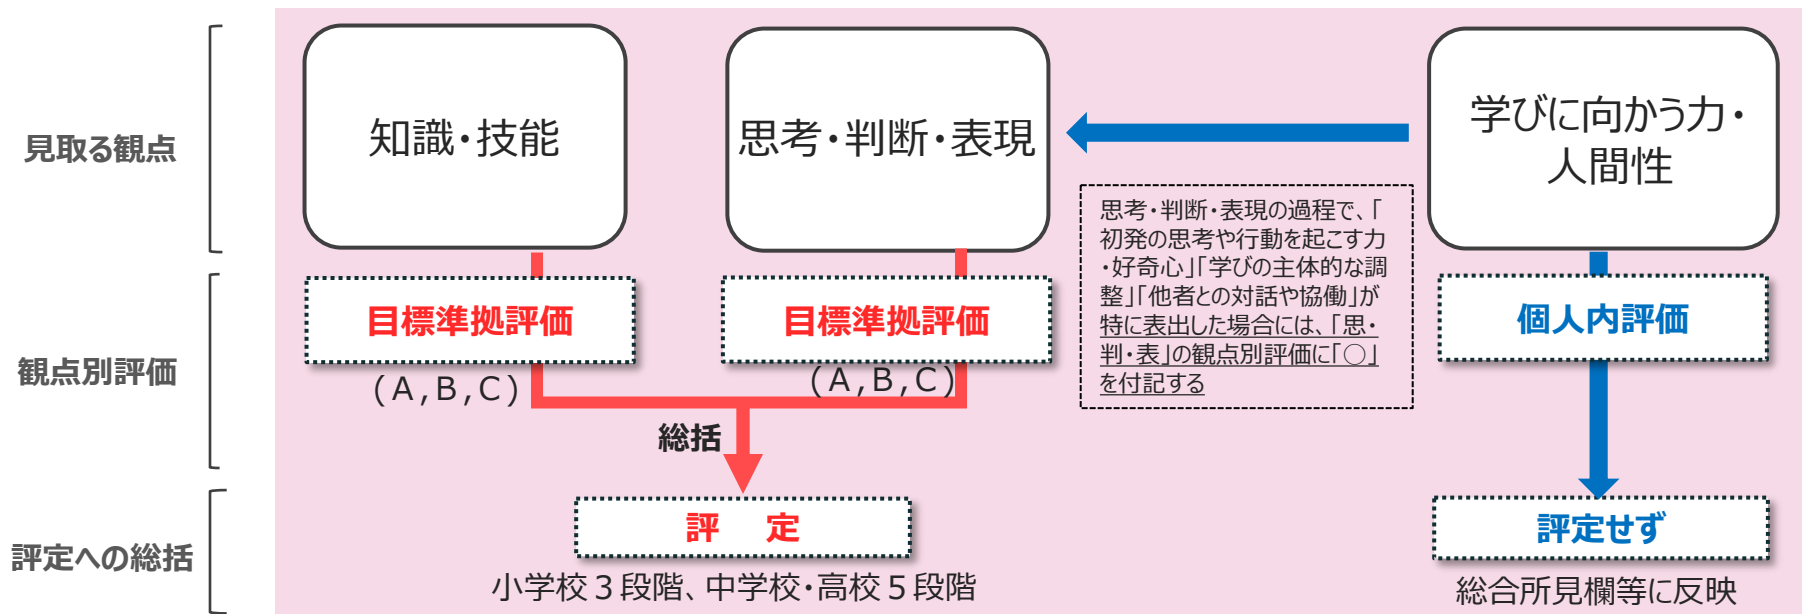 見取る観点
知識・技能
思考・判断・表現
学びに向かう力・
人間性
思考・判断・表現の過程で、「
初発の思考や行動を起こす力
・好奇心」「学びの主体的な調
整」「他者との対話や協働」が
特に表出した場合には、「思・
判・表」の観点別評価に「○」
を付記する
観点別評価
目標準拠評価
(A,B,C)
目標準拠評価
(A,B,C)
個人内評価
総括
評定への総括
評 定
小学校3段階、中学校・高校5段階
評定せず
総合所見欄等に反映